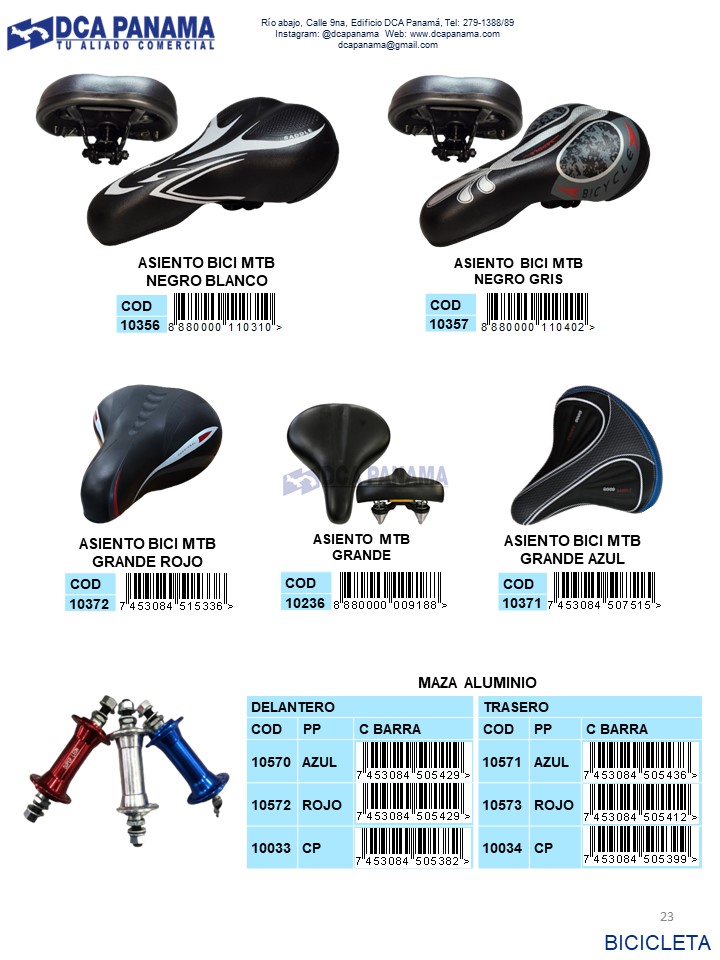 DCA PANAMA
TU ALIADO COMERCIAL
Río abajo, Calle 9na, Edificio DCA Panamá, Tel: 279-1388/89
Instagram: @dcapanama Web: www.dcapanama.com
dcapanama@gmail.com
SADDLE
BICYCLE
ASIENTO BICI MTB
NEGRO BLANCO
COD
10356
8 880000 110310 >
ASIENTO BICI MTB
NEGRO GRIS
COD
10357
8 880000 110402 >
DCA PANAMA
ASIENTO BICI MTB
GRANDE ROJO
COD
10372
7 453084 515336 >
ASIENTO MTB
GRANDE
COD
10236
8 880000 009188 >
ASIENTO BICI MTB
GRANDE AZUL
COD
10371
7 453084 507515 >
MAZA ALUMINIO
DELANTERO TRASERO
COD PP C BARRA COD PP C BARRA
10570 AZUL 7 453084 505429 > 10571 AZUL 7 453084 505436 >
10572 ROJO 7 453084 505429 > 10573 ROJO 7 453084 505412 >
10033 CP 7 453084 505382 > 10034 CP 7 453084 505399 >
23
BICICLETA